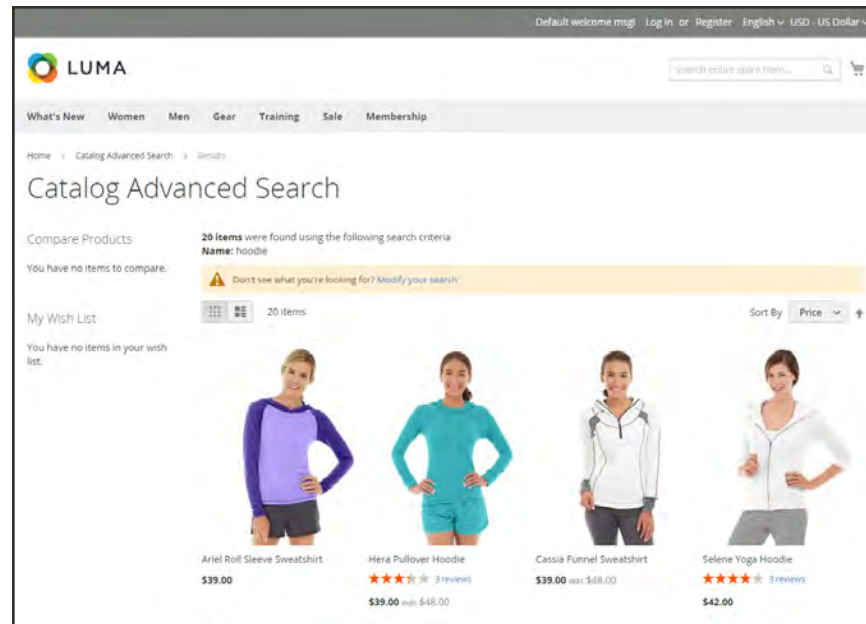 Default welcome msg! Log In or Register English USD - US Dollar
LUMA
Search entire store here...
What's New Women Men Gear Training Sale Membership
Home Catalog Advanced Search Results
Catalog Advanced Search
Compare Products
You have no items to compare.
My Wish List
You have no items in your wish
list.
20 items were found using the following search criteria
Name: hoodie
Don't see what you're looking for? Modify your search.
20 items
Sort By Price
Ariel Roll Sleeve Sweatshirt
$39.00
Hera Pullover Hoodie
3 reviews
$39.00 was $48.00
Cassia Funnel Sweatshirt
$39.00 was $48.00
Selene Yoga Hoodie
3 reviews
$42.00